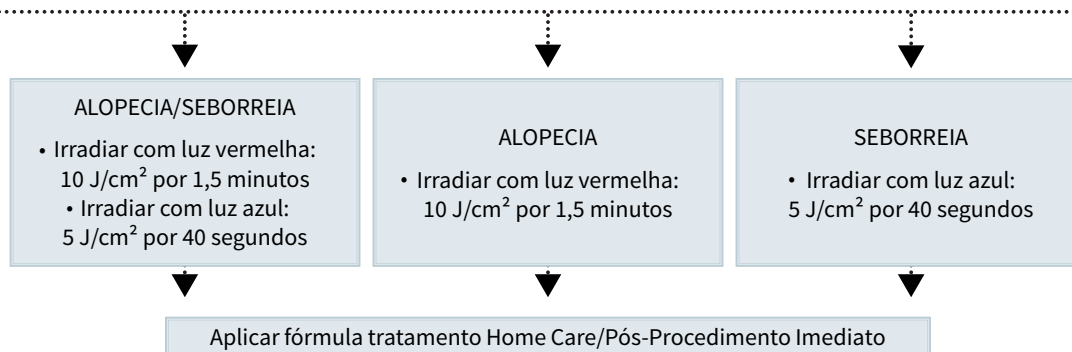 ALOPECIA/SEBORREIA
• Irradiar com luz vermelha:
10 J/cm² por 1,5 minutos
• Irradiar com luz azul:
5 J/cm² por 40 segundos
ALOPECIA
• Irradiar com luz vermelha:
10 J/cm² por 1,5 minutos
SEBORREIA
• Irradiar com luz azul:
5 J/cm² por 40 segundos
Aplicar fórmula tratamento Home Care/Pós-Procedimento Imediato